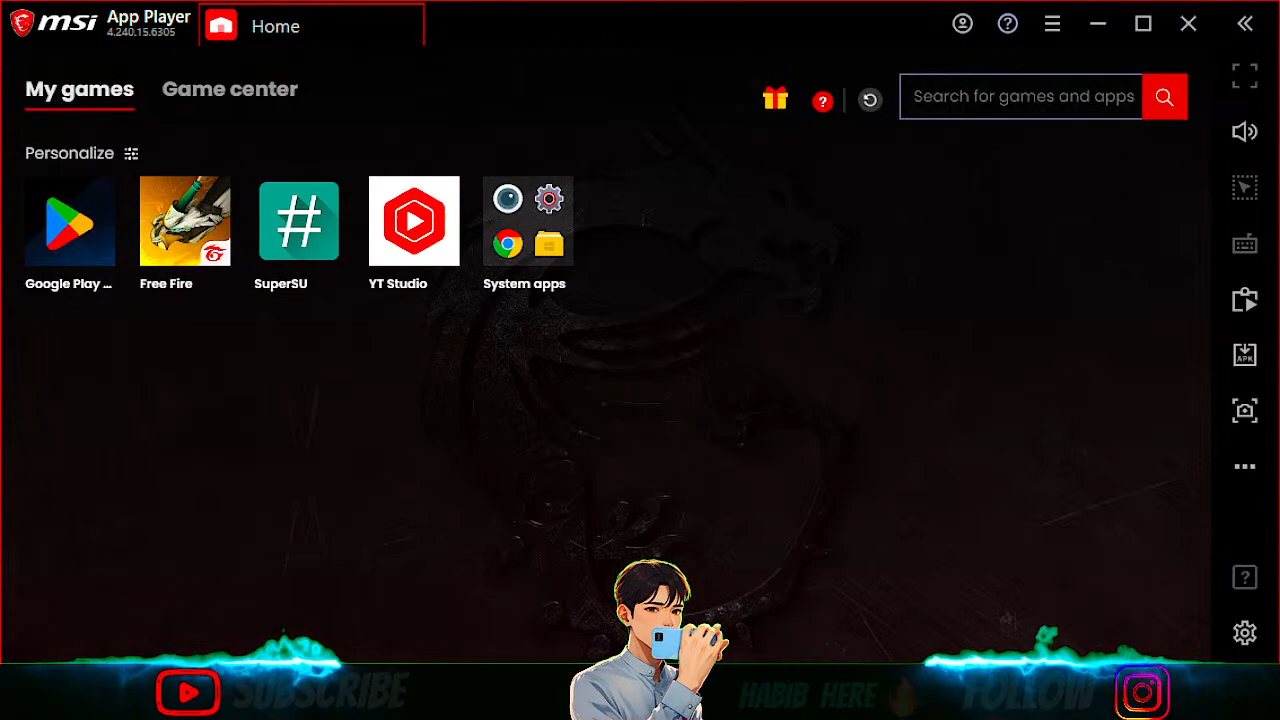 msi App Player
4.240.15.6305
Home
My games
Game center
?
Search for games and apps
Personalize
#
Google Play ...
Free Fire
SuperSU
YT Studio
System apps
APK
?
SUBSCRIBE
HABIB HERE
FOLLOW